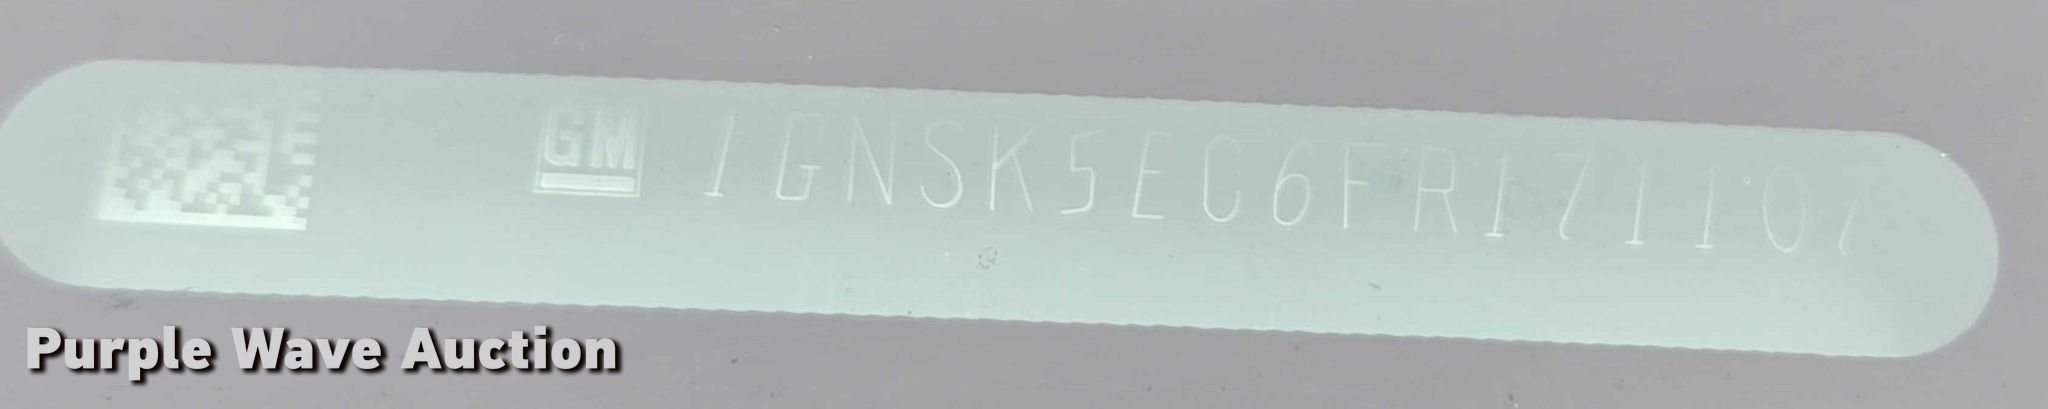 GM 1GNSK5EC6FR171107
Purple Wave Auction